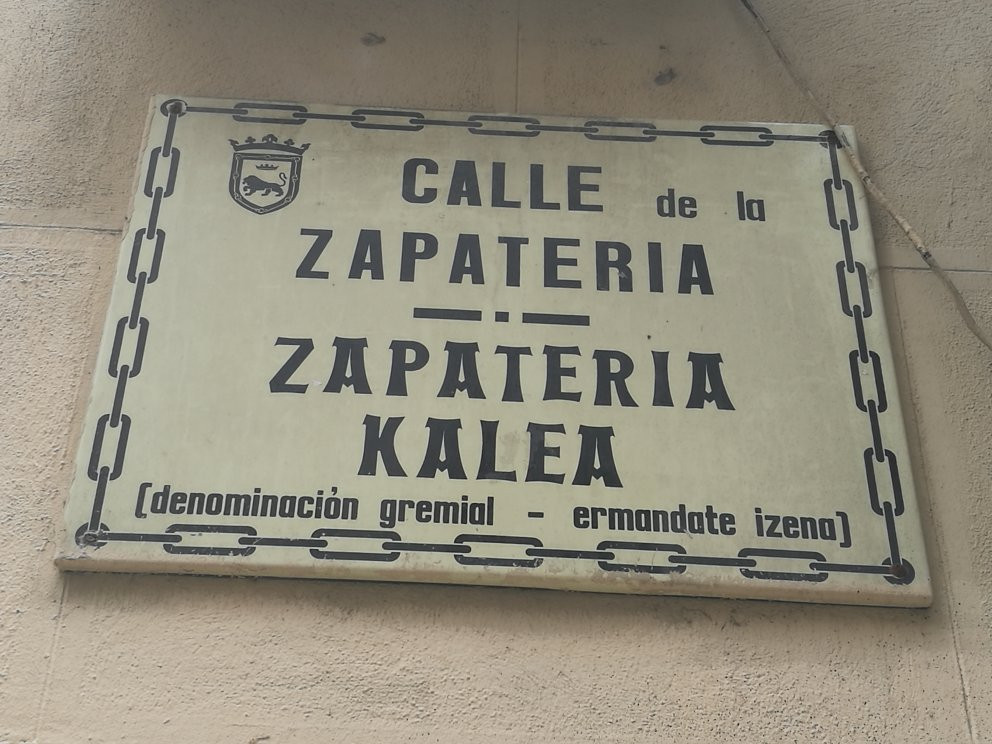 CALLE de la
ZAPATERIA
ZAPATERIA
KALEA
(denominación gremial - ermandate izena)